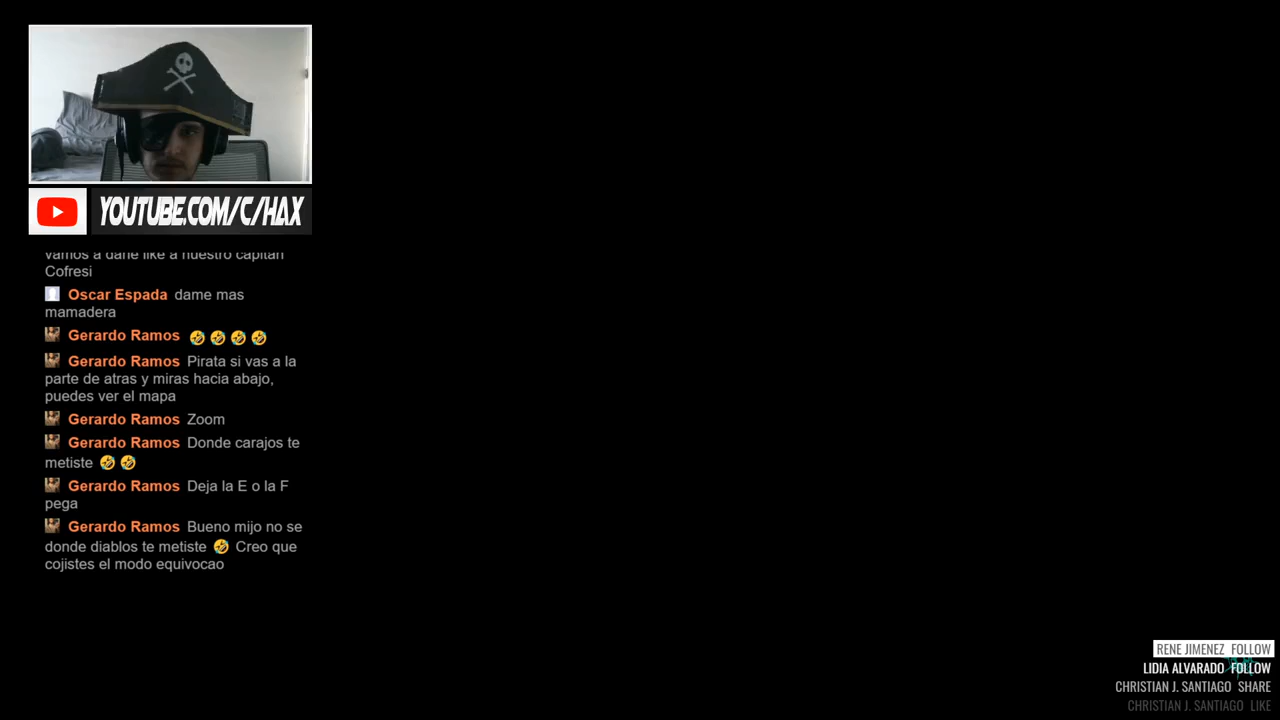 YOUTUBE.COM/C/HAX
vamos a darle like a nuestro capitan
Cofresi
Oscar Espada dame mas
mamadera
Gerardo Ramos 🤣 🤣 🤣 🤣
Gerardo Ramos Pirata si vas a la
parte de atras y miras hacia abajo,
puedes ver el mapa
Gerardo Ramos Zoom
Gerardo Ramos Donde carajos te
metiste 🤣 🤣
Gerardo Ramos Deja la E o la F
pega
Gerardo Ramos Bueno mijo no se
donde diablos te metiste 🤣 Creo que
cojistes el modo equivocao
RENE JIMENEZ FOLLOW
LIDIA ALVARADO FOLLOW
CHRISTIAN J. SANTIAGO SHARE
CHRISTIAN J. SANTIAGO LIKE